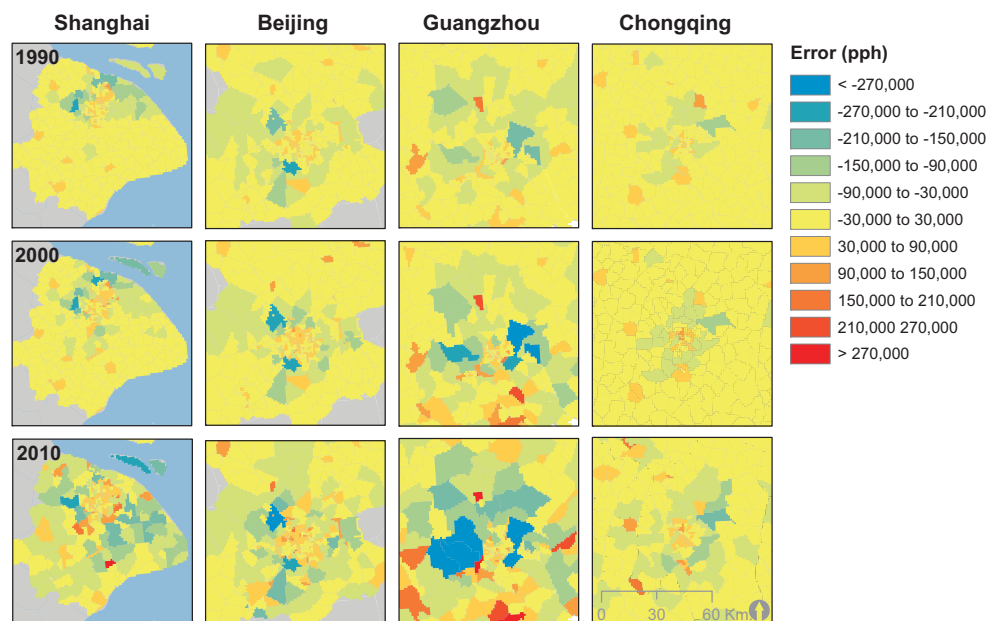 Shanghai Beijing Guangzhou Chongqing
1990
2000
2010
Error (pph)
< -270,000
-270,000 to -210,000
-210,000 to -150,000
-150,000 to -90,000
-90,000 to -30,000
-30,000 to 30,000
30,000 to 90,000
90,000 to 150,000
150,000 to 210,000
210,000 270,000
> 270,000
0 30 60 Km